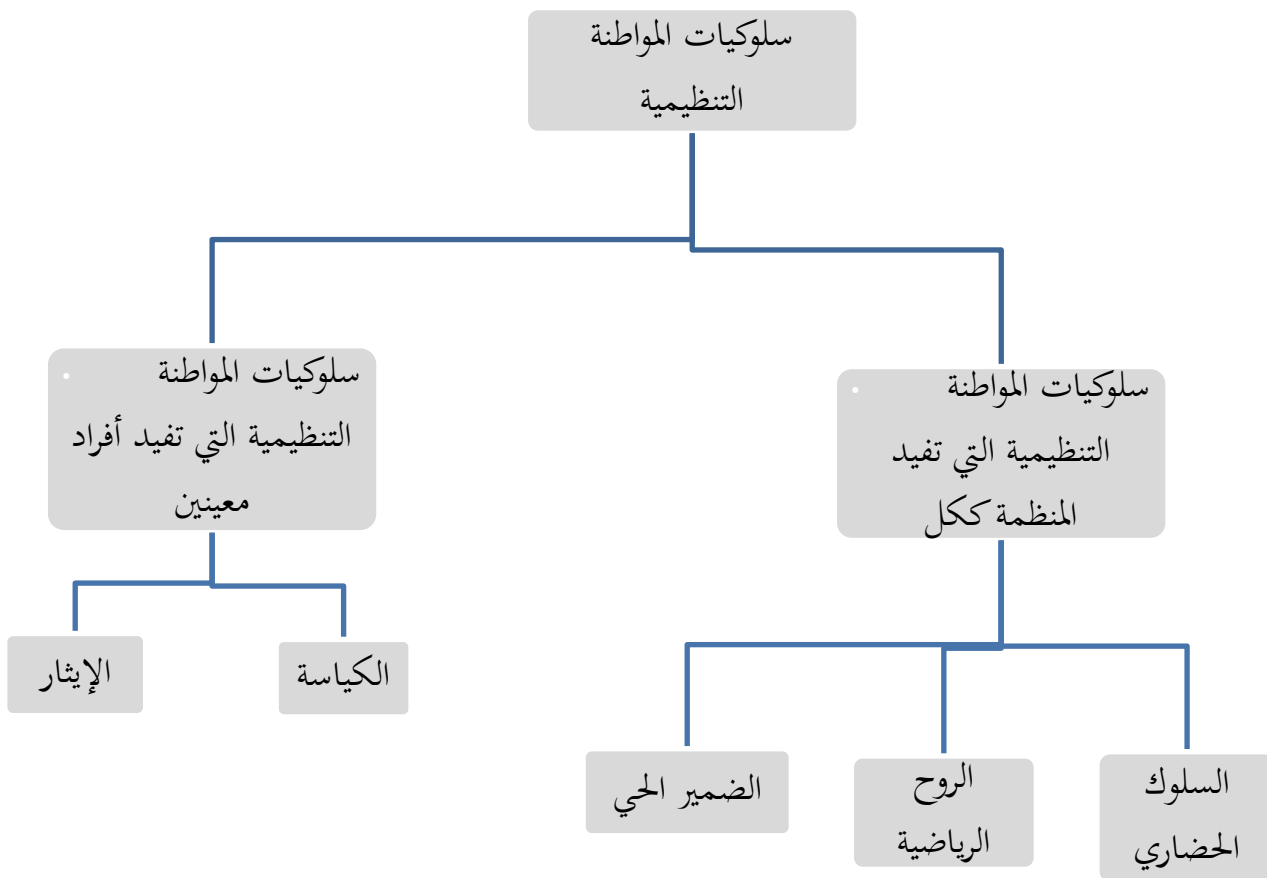 سلوكيات المواطنة
التنظيمية
سلوكيات المواطنة
التنظيمية التي تفيد
المنظمة ككل
سلوكيات المواطنة
التنظيمية التي تفيد أفراد
معينين
السلوك
الحضاري
الروح
الرياضية
الضمير الحي
الكياسة
الإيثار